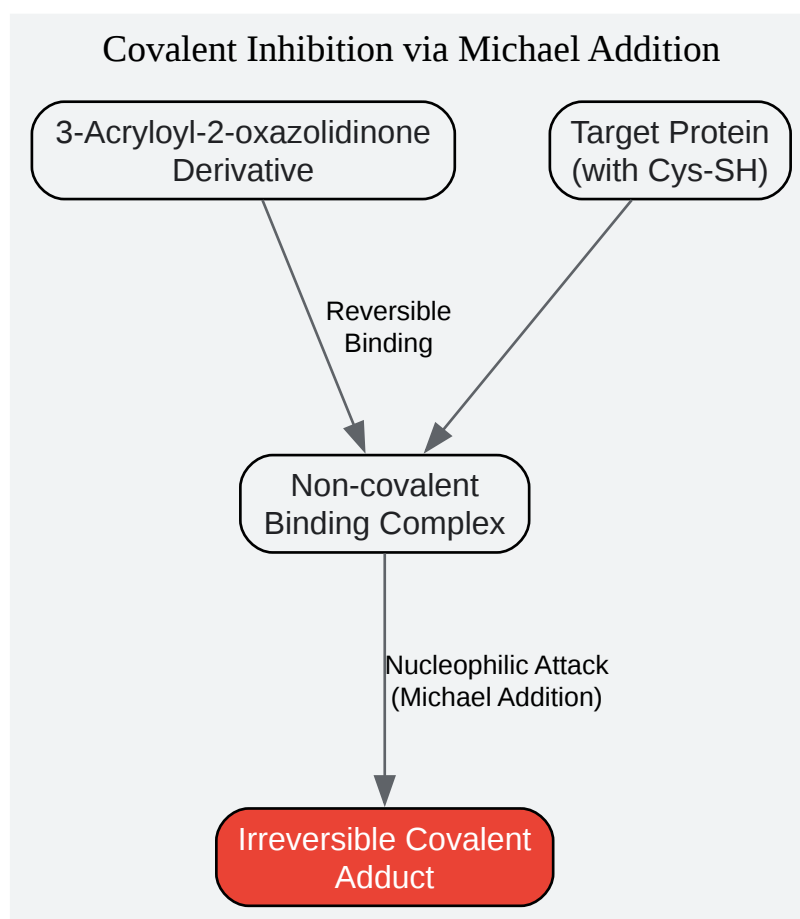 Covalent Inhibition via Michael Addition
3-Acryloyl-2-oxazolidinone
Derivative
Target Protein
(with Cys-SH)
Reversible
Binding
Non-covalent
Binding Complex
Nucleophilic Attack
(Michael Addition)
Irreversible Covalent
Adduct